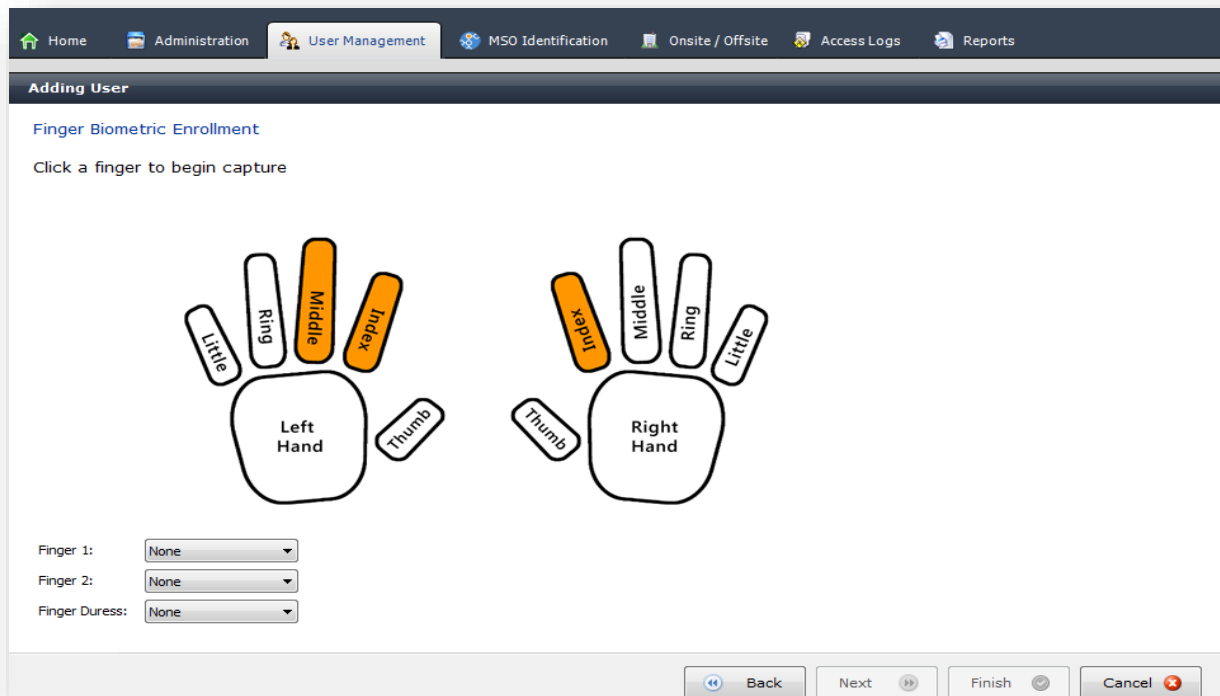 Home Administration User Management MSO Identification Onsite / Offsite Access Logs Reports
Adding User
Finger Biometric Enrollment
Click a finger to begin capture
Little Ring Middle Index Thumb
Left
Hand
Thumb Index Middle Ring Little
Right
Hand
Finger 1: None
Finger 2: None
Finger Duress: None
Back Next Finish Cancel